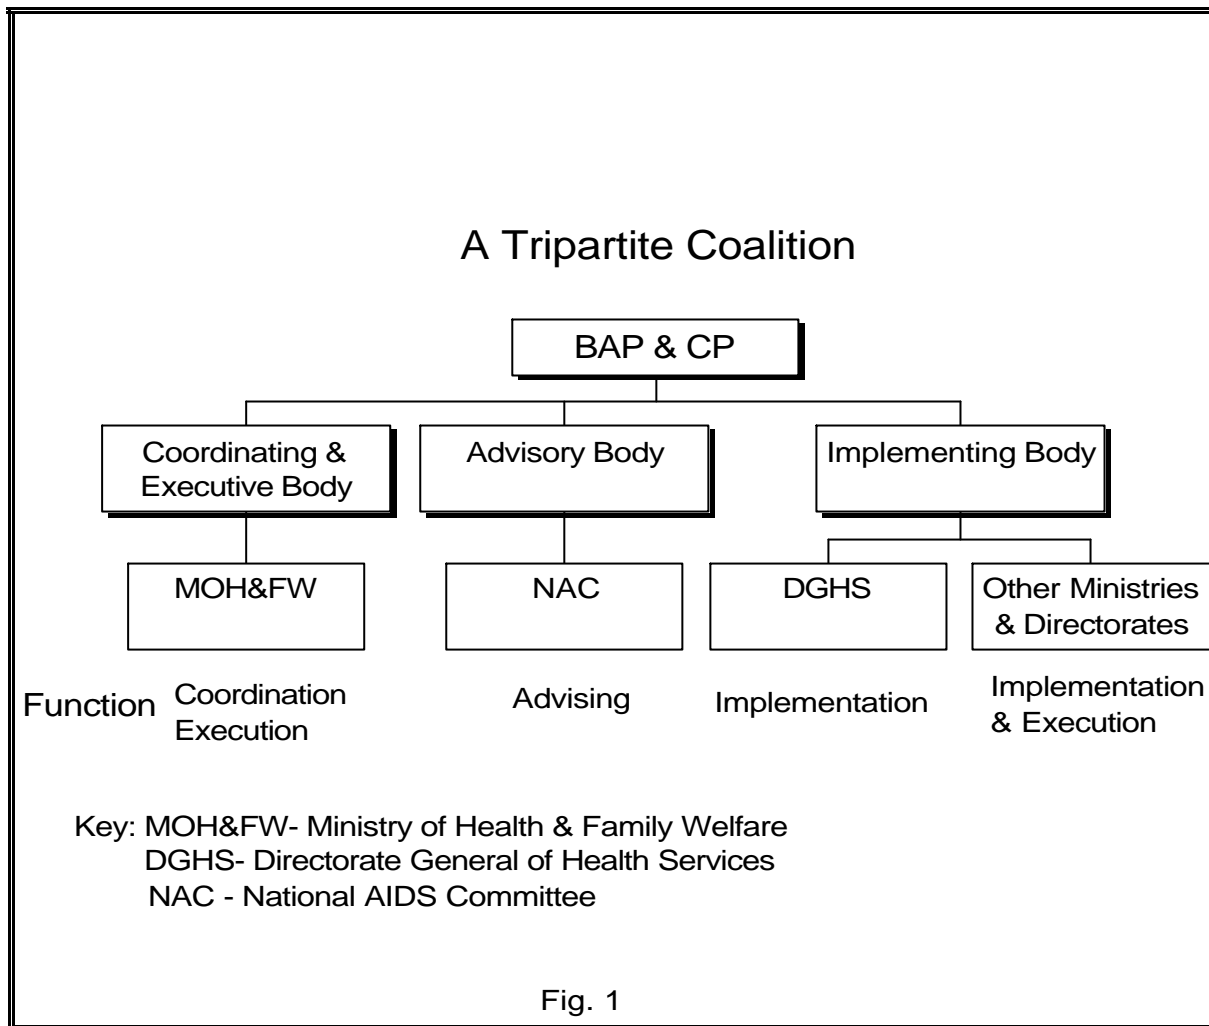 A Tripartite Coalition
BAP & CP
Coordinating &
Executive Body
Advisory Body
Implementing Body
MOH&FW
NAC
DGHS
Other Ministries
& Directorates
Function
Coordination
Execution
Advising
Implementation
Implementation
& Execution
Key: MOH&FW- Ministry of Health & Family Welfare
DGHS- Directorate General of Health Services
NAC - National AIDS Committee
Fig. 1